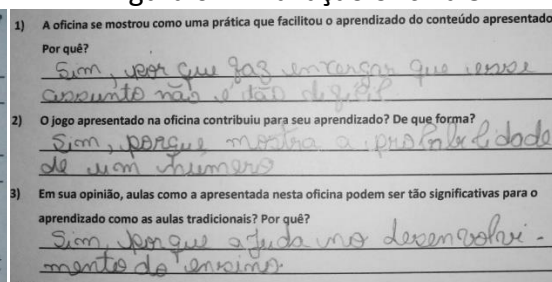 1) A oficina se mostrou como uma prática que facilitou o aprendizado do conteúdo apresentado
Por quê?
Sim, por que faz enxergar que esse
assunto não é tão difícil
2) O jogo apresentado na oficina contribuiu para seu aprendizado? De que forma?
Sim, porque mostra a probabilidade
de um número
3) Em sua opinião, aulas como a apresentada nesta oficina podem ser tão significativas para o
aprendizado como as aulas tradicionais? Por quê?
Sim, porque ajuda no desenvolvi-
mento do ensino.